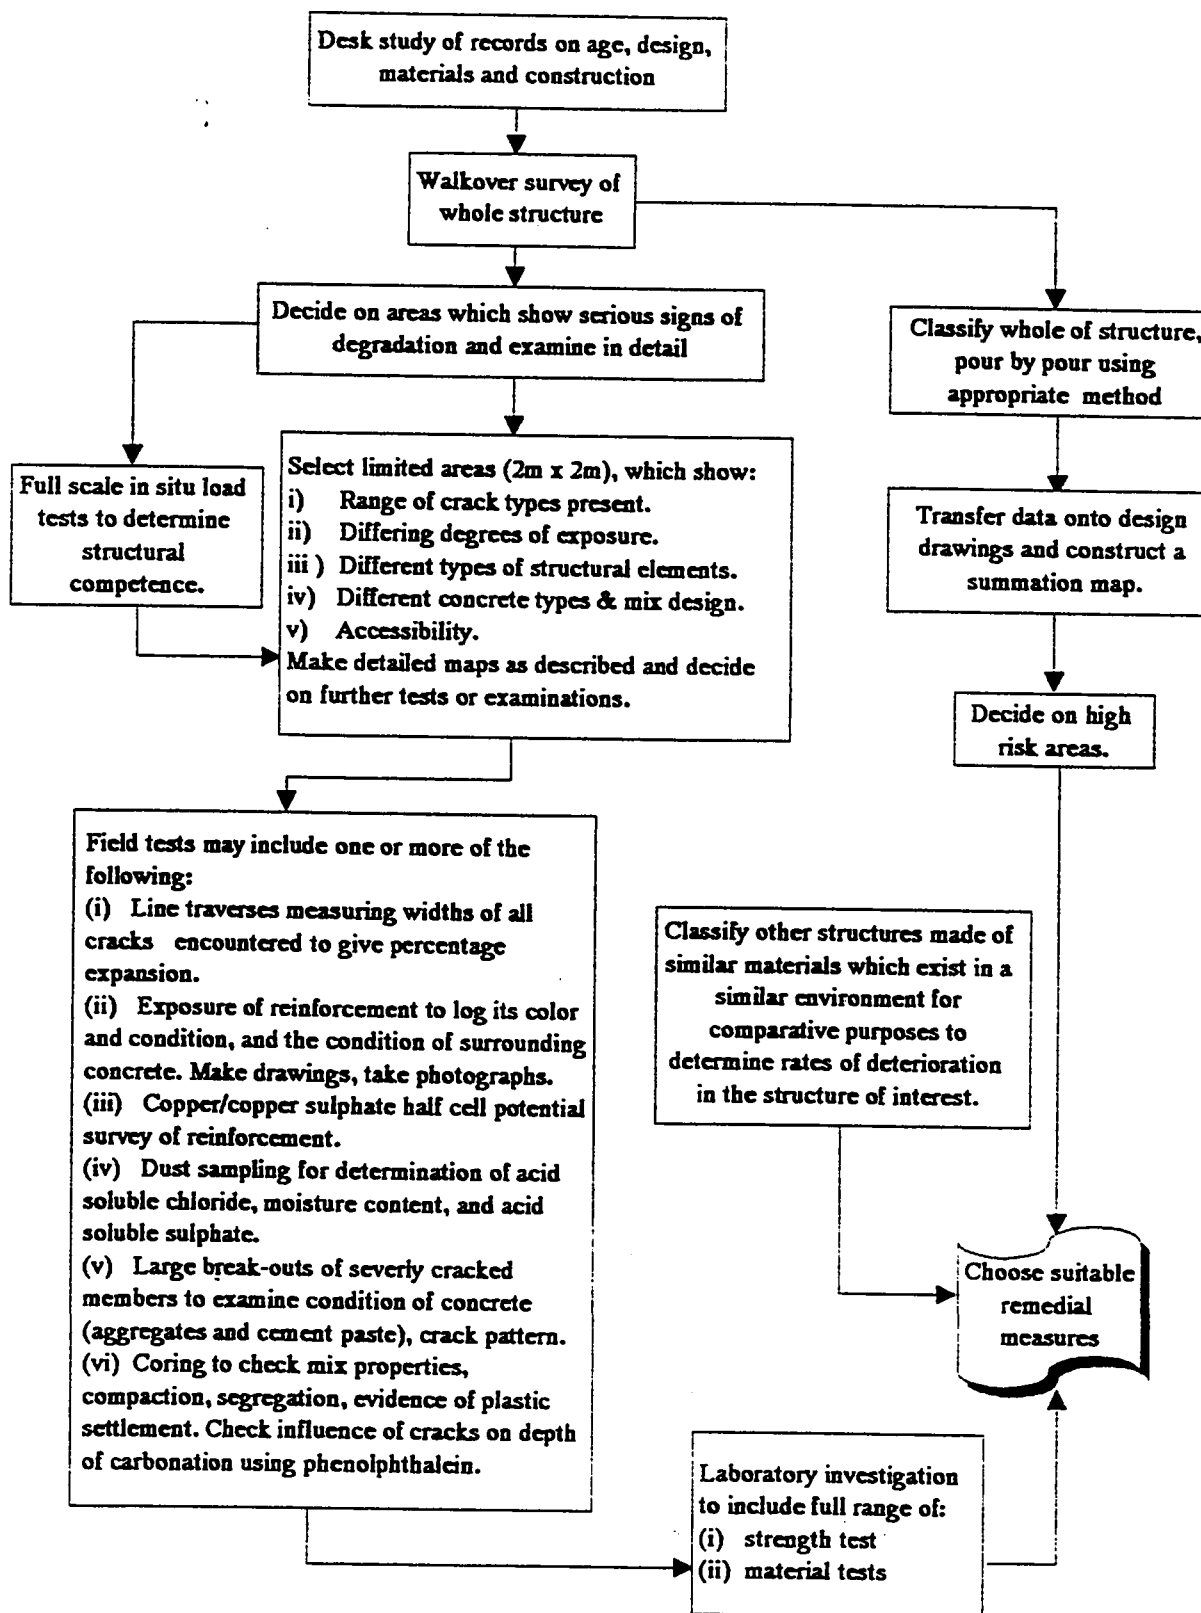 Desk study of records on age, design,
materials and construction
Walkover survey of
whole structure
Decide on areas which show serious signs of
degradation and examine in detail
Classify whole of structure,
pour by pour using
appropriate method
Full scale in situ load
tests to determine
structural
competence.
Select limited areas (2m x 2m), which show:
i) Range of crack types present.
ii) Differing degrees of exposure.
iii ) Different types of structural elements.
iv) Different concrete types & mix design.
v) Accessibility.
Make detailed maps as described and decide
on further tests or examinations.
Transfer data onto design
drawings and construct a
summation map.
Decide on high
risk areas.
Field tests may include one or more of the
following:
(i) Line traverses measuring widths of all
cracks encountered to give percentage
expansion.
(ii) Exposure of reinforcement to log its color
and condition, and the condition of surrounding
concrete. Make drawings, take photographs.
(iii) Copper/copper sulphate half cell potential
survey of reinforcement.
(iv) Dust sampling for determination of acid
soluble chloride, moisture content, and acid
soluble sulphate.
(v) Large break-outs of severly cracked
members to examine condition of concrete
(aggregates and cement paste), crack pattern.
(vi) Coring to check mix properties,
compaction, segregation, evidence of plastic
settlement. Check influence of cracks on depth
of carbonation using phenolphthalein.
Classify other structures made of
similar materials which exist in a
similar environment for
comparative purposes to
determine rates of deterioration
in the structure of interest.
Choose suitable
remedial
measures
Laboratory investigation
to include full range of:
(i) strength test
(ii) material tests